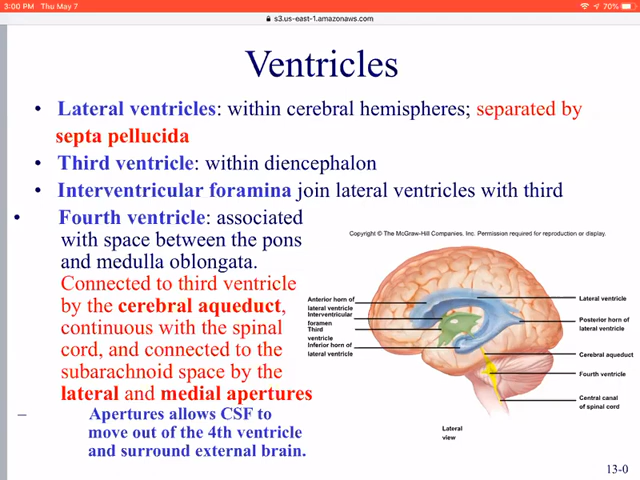 3:00 PM Thu May 7
70%
s3.us-east-1.amazonaws.com
Ventricles
• Lateral ventricles: within cerebral hemispheres; separated by
septa pellucida
• Third ventricle: within diencephalon
• Interventricular foramina join lateral ventricles with third
• Fourth ventricle: associated
with space between the pons
and medulla oblongata.
Connected to third ventricle
by the cerebral aqueduct,
continuous with the spinal
cord, and connected to the
subarachnoid space by the
lateral and medial apertures
– Apertures allows CSF to
move out of the 4th ventricle
and surround external brain.
Copyright © The McGraw-Hill Companies, Inc Permission required for reproduction or display.
Anterior horn of
lateral ventricle
Interventricular
foramen
Third
ventricle
Inferior horn of
lateral ventricle
Lateral ventricle
Posterior horn of
lateral ventricle
Cerebral aqueduct
Fourth ventricle
Central canal
of spinal cord
Lateral
view
13-0